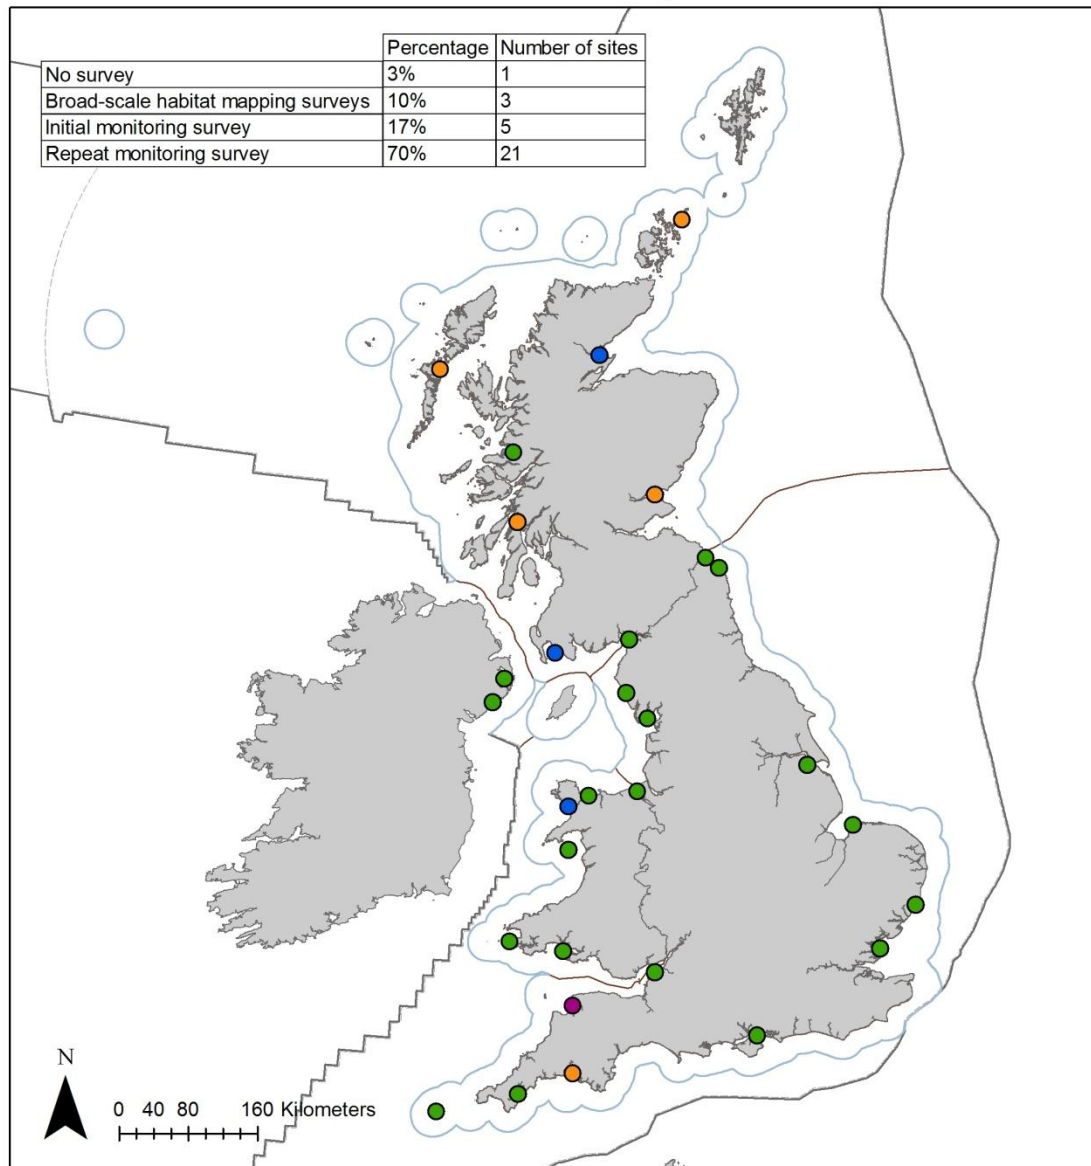 Percentage Number of sites
No survey 3% 1
Broad-scale habitat mapping surveys 10% 3
Initial monitoring survey 17% 5
Repeat monitoring survey 70% 21
N
0 40 80 160 Kilometers